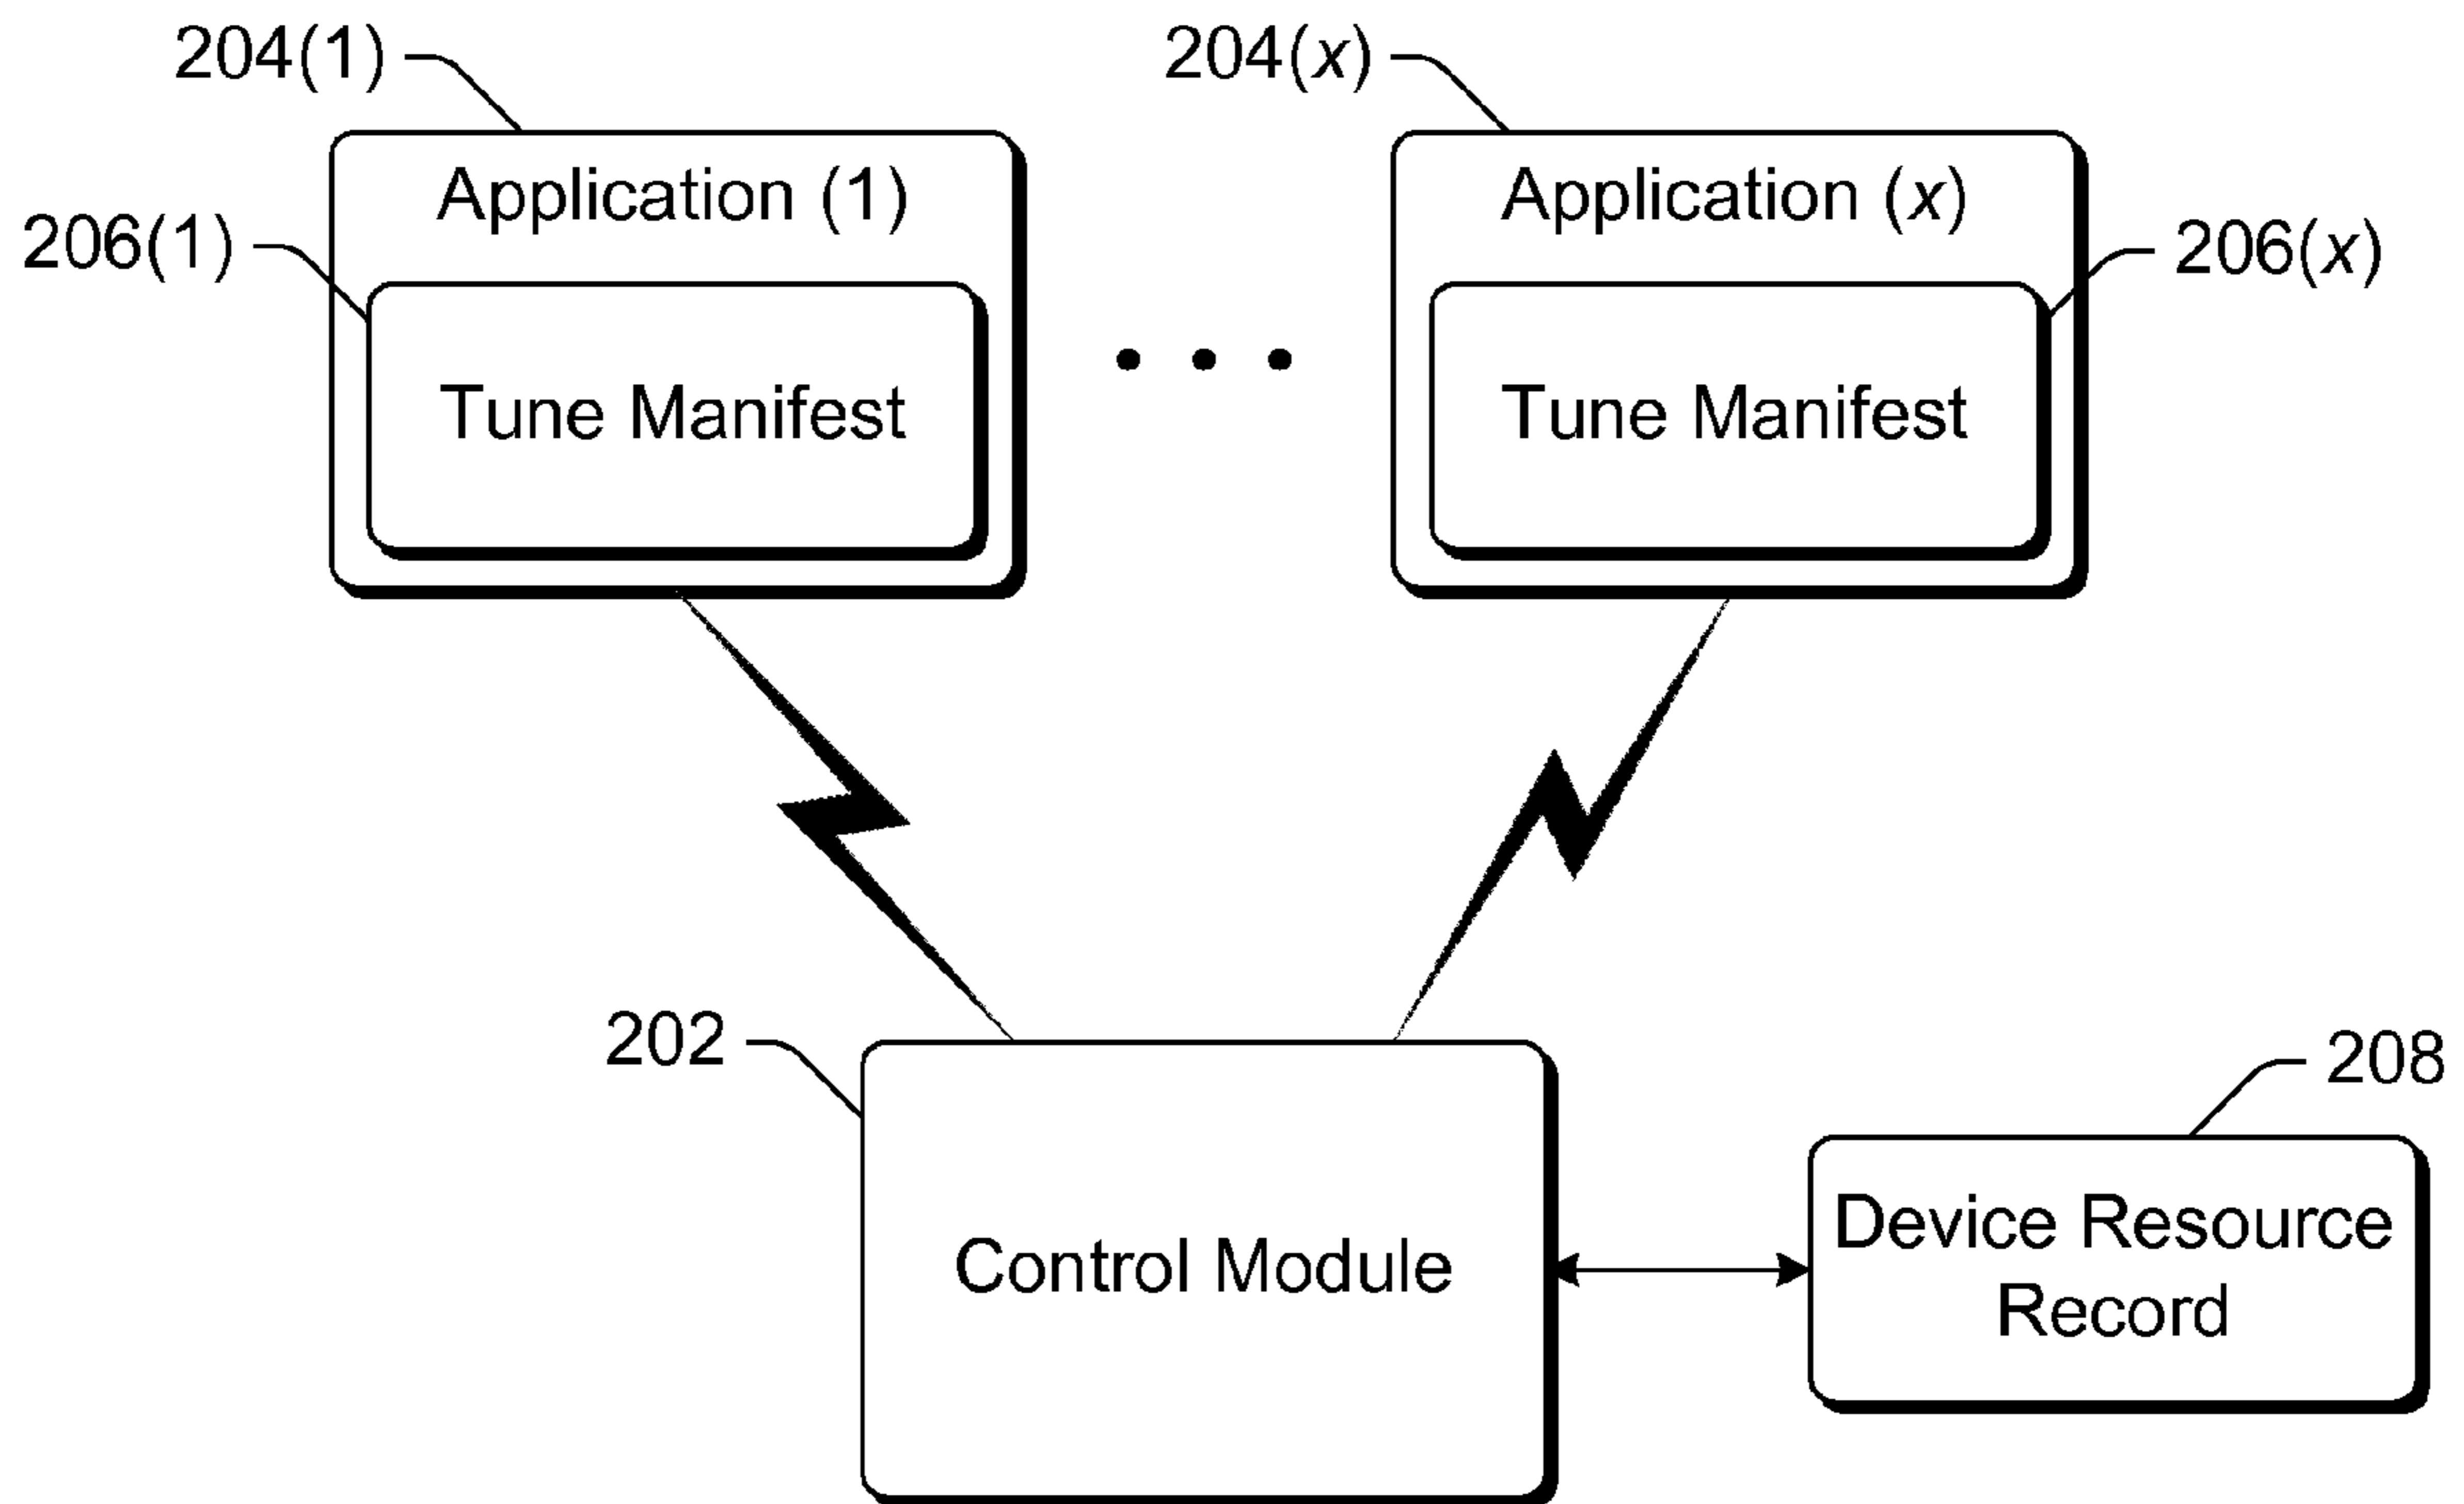 204(1)
204(x)
Application (1)
Application (x)
206(1)
206(x)
Tune Manifest
Tune Manifest
202
208
Control Module
Device Resource
Record